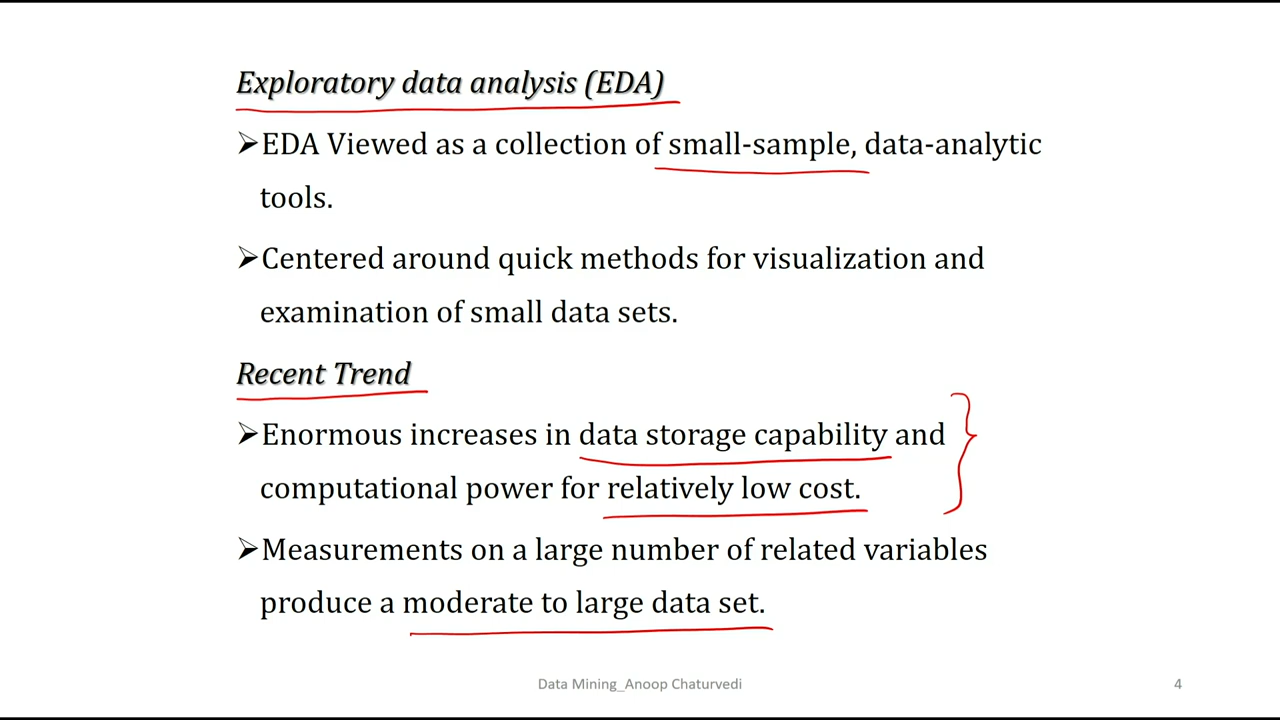 Exploratory data analysis (EDA)
➢EDA Viewed as a collection of small-sample, data-analytic
tools.
➢Centered around quick methods for visualization and
examination of small data sets.
Recent Trend
➢Enormous increases in data storage capability and
computational power for relatively low cost.
➢Measurements on a large number of related variables
produce a moderate to large data set.
Data Mining_Anoop Chaturvedi
4